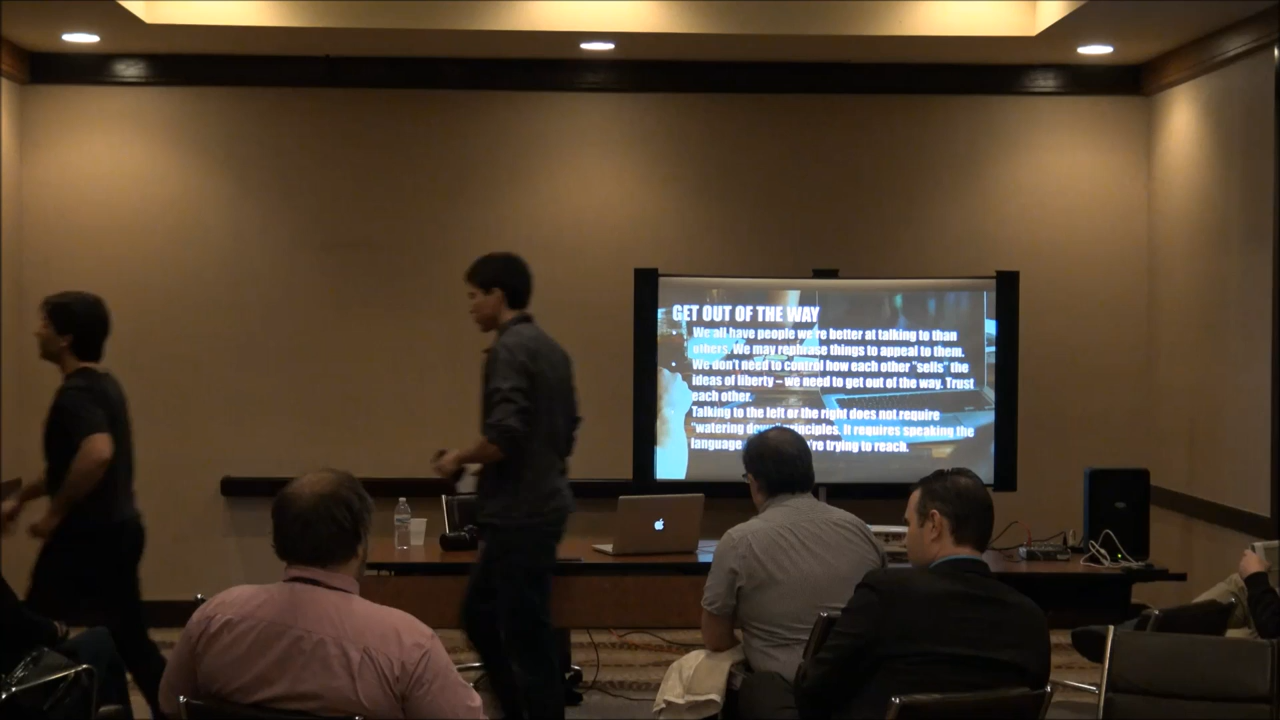 GET OUT OF THE WAY
We all have people we're better at talking to than
others. We may rephrase things to appeal to them.
We don't need to control how each other "sells" the
ideas of liberty – we need to get out of the way. Trust
each other.
Talking to the left or the right does not require
"watering down" principles. It requires speaking the
language you're trying to reach.